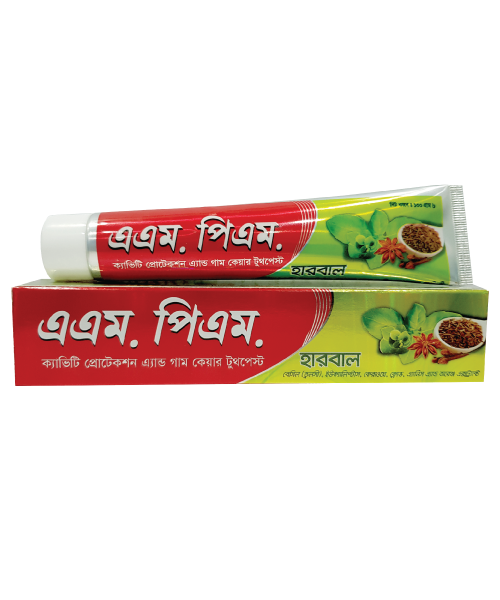 এএম. পিএম.
ক্যাভিটি প্রোটেকশন এ্যান্ড গাম কেয়ার টুথপেস্ট
হারবাল
এএম. পিএম.
ক্যাভিটি প্রোটেকশন এ্যান্ড গাম কেয়ার টুথপেস্ট
হারবাল